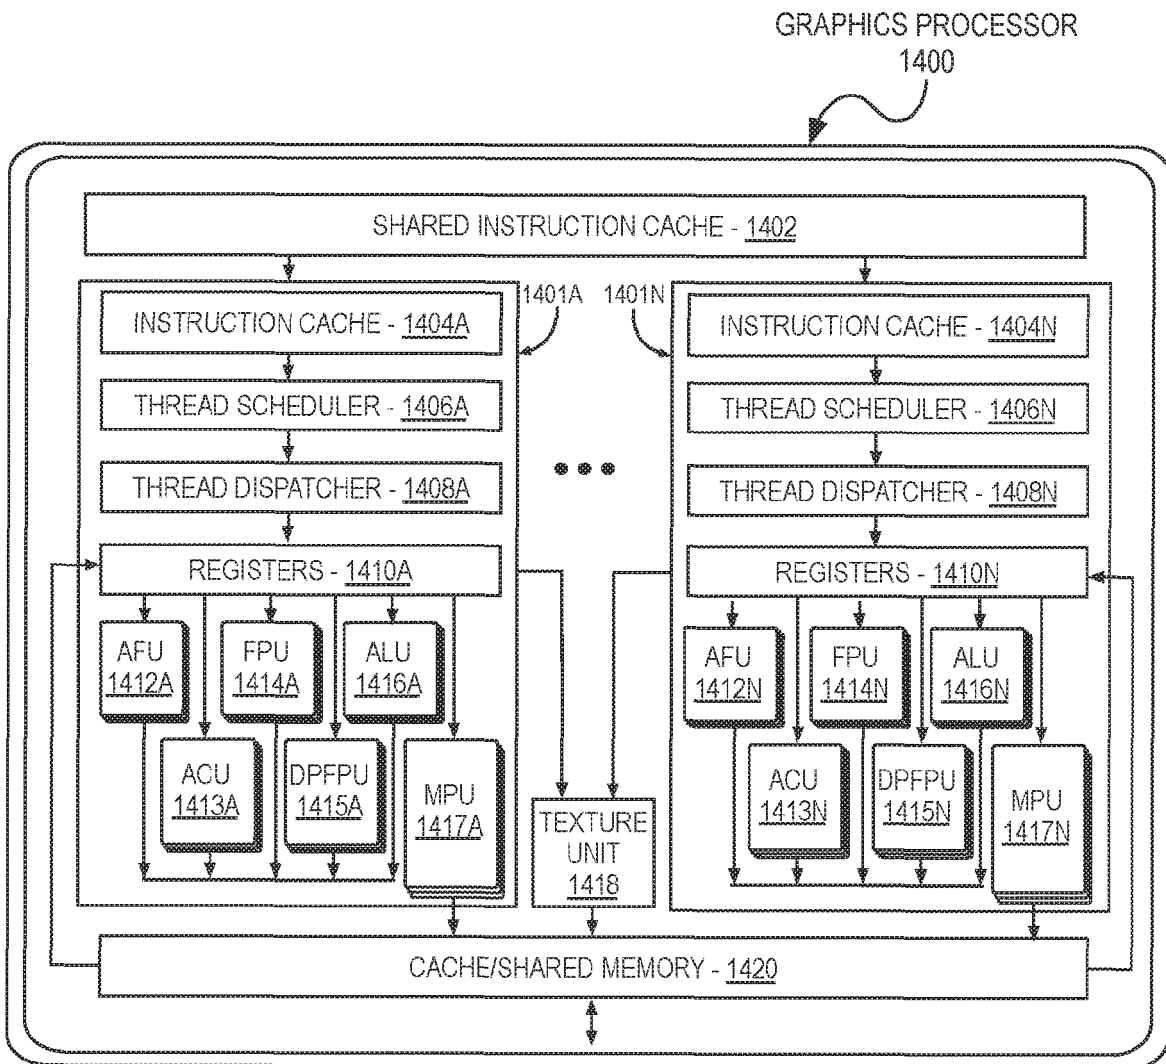 GRAPHICS PROCESSOR
1400
SHARED INSTRUCTION CACHE - 1402
1401A
1401N
INSTRUCTION CACHE - 1404A
THREAD SCHEDULER - 1406A
THREAD DISPATCHER - 1408A
REGISTERS - 1410A
AFU
1412A
FPU
1414A
ALU
1416A
ACU
1413A
DPFPU
1415A
MPU
1417A
TEXTURE
UNIT
1418
INSTRUCTION CACHE - 1404N
THREAD SCHEDULER - 1406N
THREAD DISPATCHER - 1408N
REGISTERS - 1410N
AFU
1412N
FPU
1414N
ALU
1416N
ACU
1413N
DPFPU
1415N
MPU
1417N
CACHE/SHARED MEMORY - 1420